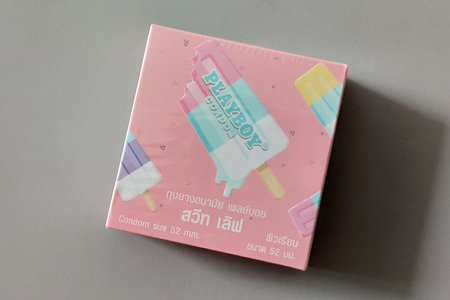 PLAYBOY®
CONDOM
ถุงยางอนามัย เพลย์บอย
สวีท เลิฟ
Condom size 52 mm.
ผิวเรียบ
ขนาด 52 มม.